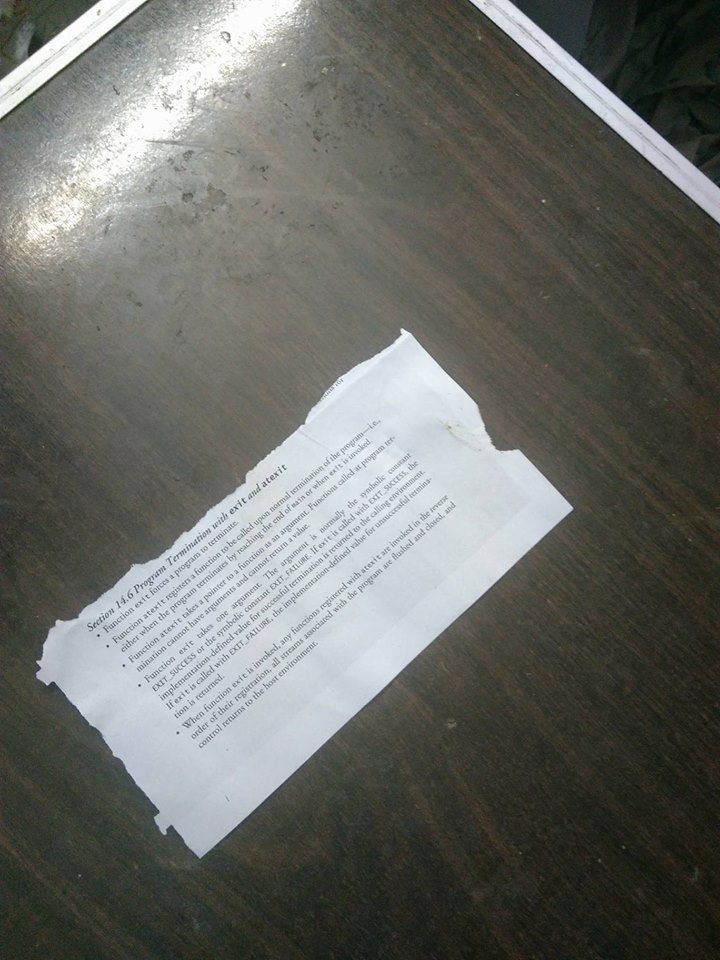 ons for
Section 14.6 Program Termination with exit and atexit
• Function exit forces a program to terminate.
• Function atexit registers a function to be called upon normal termination of the program—i.e.,
either when the program terminates by reaching the end of main or when exit is invoked.
• Function atexit takes a pointer to a function as an argument. Functions called at program ter-
mination cannot have arguments and cannot return a value.
• Function exit takes one argument. The argument is normally the symbolic constant
EXIT_SUCCESS or the symbolic constant EXIT_FAILURE. If exit is called with EXIT_SUCCESS, the
implementation-defined value for successful termination is returned to the calling environment.
If exit is called with EXIT_FAILURE, the implementation-defined value for unsuccessful termina-
tion is returned.
• When function exit is invoked, any functions registered with atexit are invoked in the reverse
order of their registration, all streams associated with the program are flushed and closed, and
control returns to the host environment.